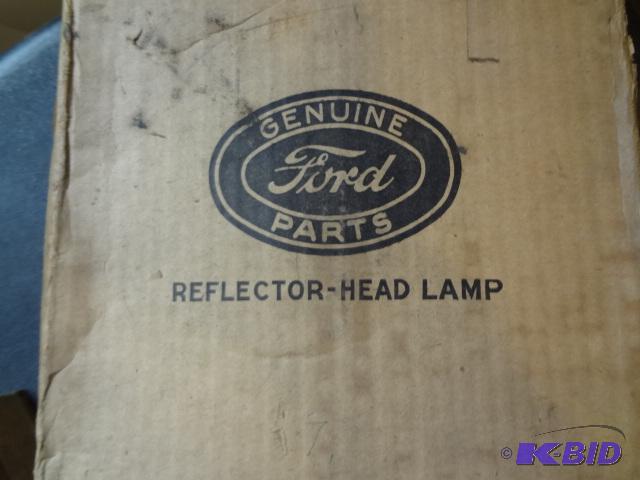 GENUINE
Ford
PARTS
REFLECTOR-HEAD LAMP
© K-BID